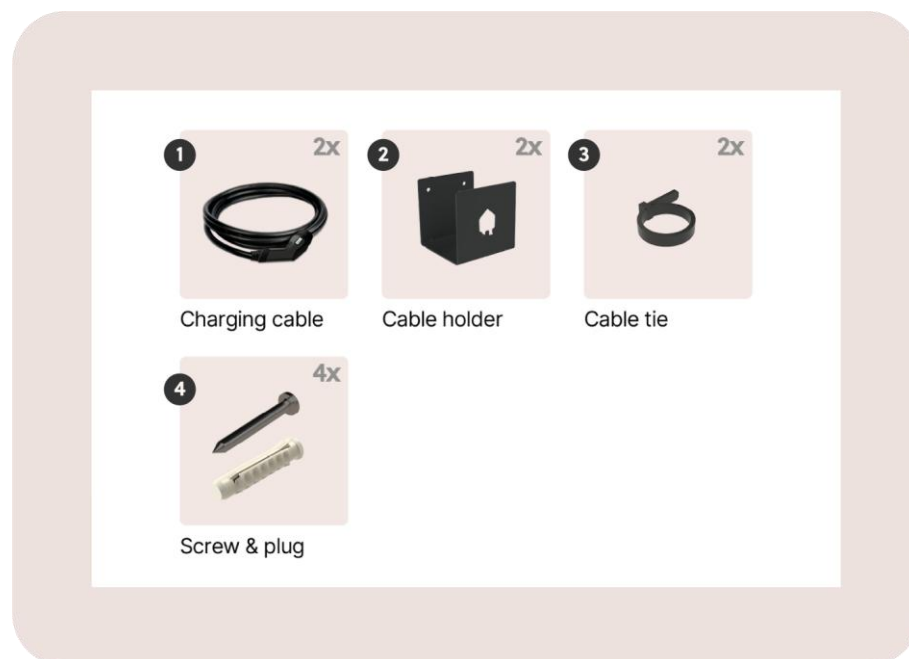 1
2x
2
2x
3
2x
Charging cable
Cable holder
Cable tie
4
4x
Screw & plug